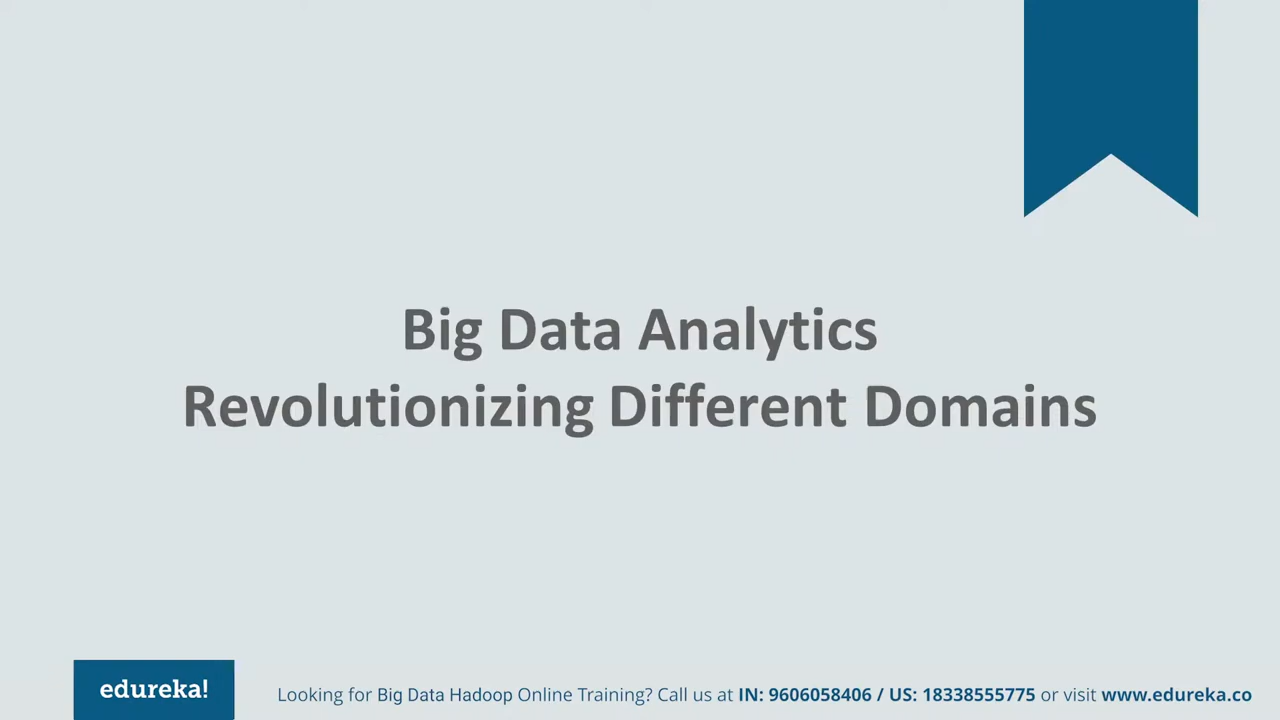 Big Data Analytics
Revolutionizing Different Domains
edureka!
Looking for Big Data Hadoop Online Training? Call us at IN: 9606058406 / US: 18338555775 or visit www.edureka.co